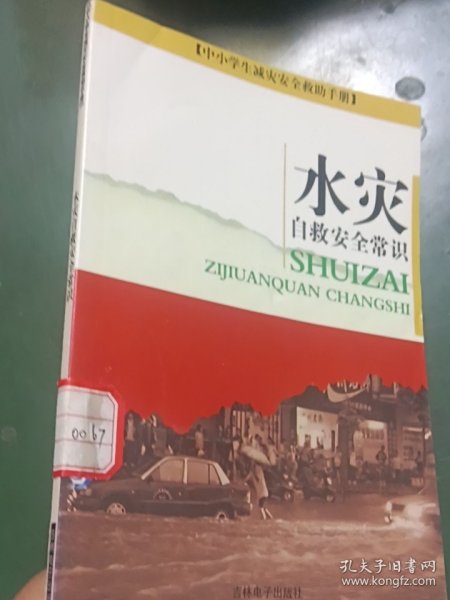 【中小学生减灾安全救助手册】
水灾
自救安全常识
SHUIZAI
ZIJIUANQUAN CHANGSHI
0067
吉林电子出版社
孔夫子旧书网
www.kongfz.com